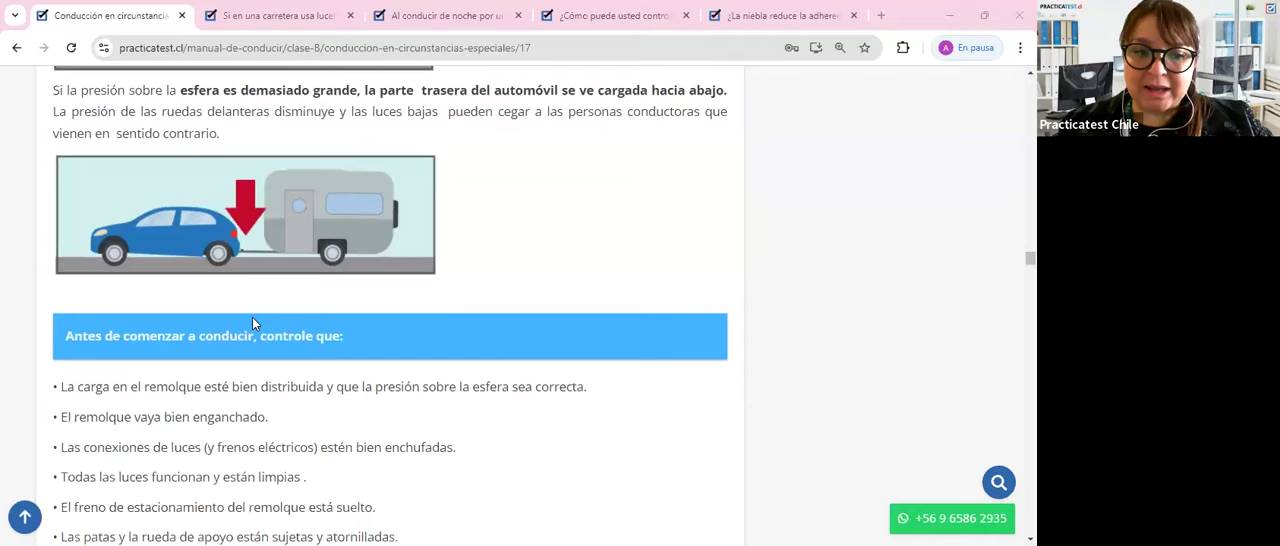 Conducción en circunstancia
Si en una carretera usa luce
Al conducir de noche por un
¿Cómo puede usted contro
¿La niebla reduce la adhere
practicatest.cl/manual-de-conducir/clase-B/conduccion-en-circunstancias-especiales/17
A En pausa
PRACTICATEST.cl
Practicatest Chile
Si la presión sobre la esfera es demasiado grande, la parte trasera del automóvil se ve cargada hacia abajo.
La presión de las ruedas delanteras disminuye y las luces bajas pueden cegar a las personas conductoras que
vienen en sentido contrario.
Antes de comenzar a conducir, controle que:
• La carga en el remolque esté bien distribuida y que la presión sobre la esfera sea correcta.
• El remolque vaya bien enganchado.
• Las conexiones de luces (y frenos eléctricos) estén bien enchufadas.
• Todas las luces funcionan y están limpias .
• El freno de estacionamiento del remolque está suelto.
• Las patas y la rueda de apoyo están sujetas y atornilladas.
+56 9 6586 2935